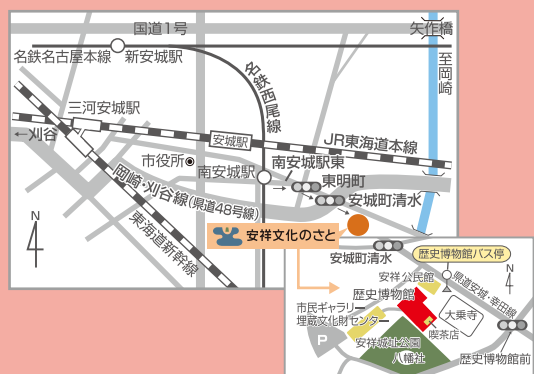 国道1号
矢作橋
名鉄名古屋本線
新安城駅
至岡崎
名鉄西尾線
三河安城駅
←刈谷
安城駅
JR東海道本線
市役所
南安城駅東
南安城駅
東明町
岡崎・刈谷線(県道48号線)
安城町清水
N
4
東海道新幹線
安祥文化のさと
安城町清水
歴史博物館バス停
安祥公民館
県道安城・幸田線
N
歴史博物館
市民ギャラリー
埋蔵文化財センター
大乗寺
P
喫茶店
安祥城址公園
八幡社
歴史博物館前